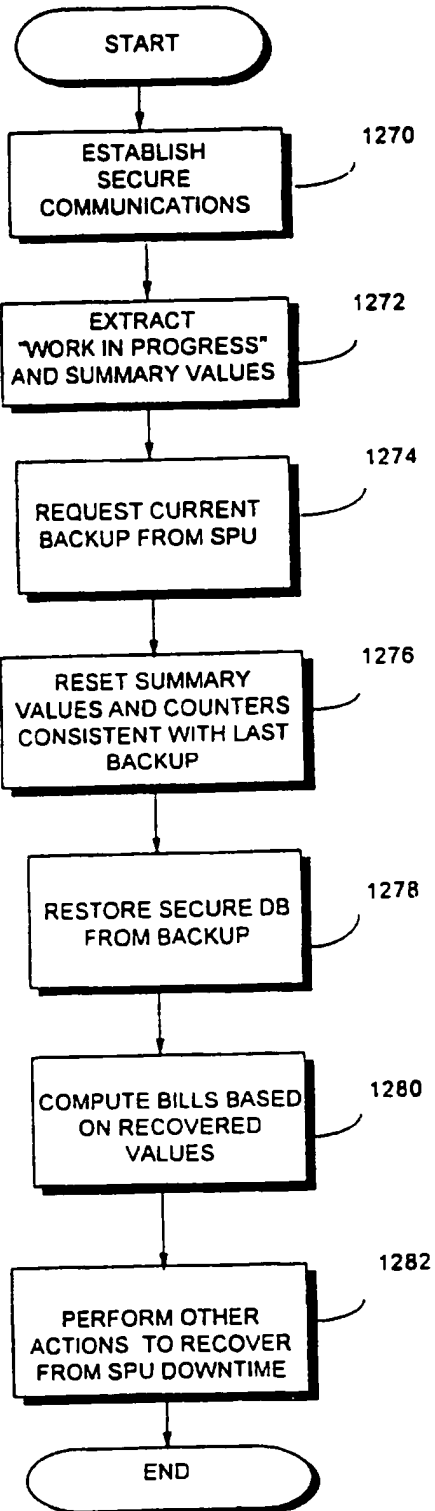 START
1270
ESTABLISH
SECURE
COMMUNICATIONS
1272
EXTRACT
"WORK IN PROGRESS"
AND SUMMARY VALUES
1274
REQUEST CURRENT
BACKUP FROM SPU
1276
RESET SUMMARY
VALUES AND COUNTERS
CONSISTENT WITH LAST
BACKUP
1278
RESTORE SECURE DB
FROM BACKUP
1280
COMPUTE BILLS BASED
ON RECOVERED
VALUES
1282
PERFORM OTHER
ACTIONS TO RECOVER
FROM SPU DOWNTIME
END